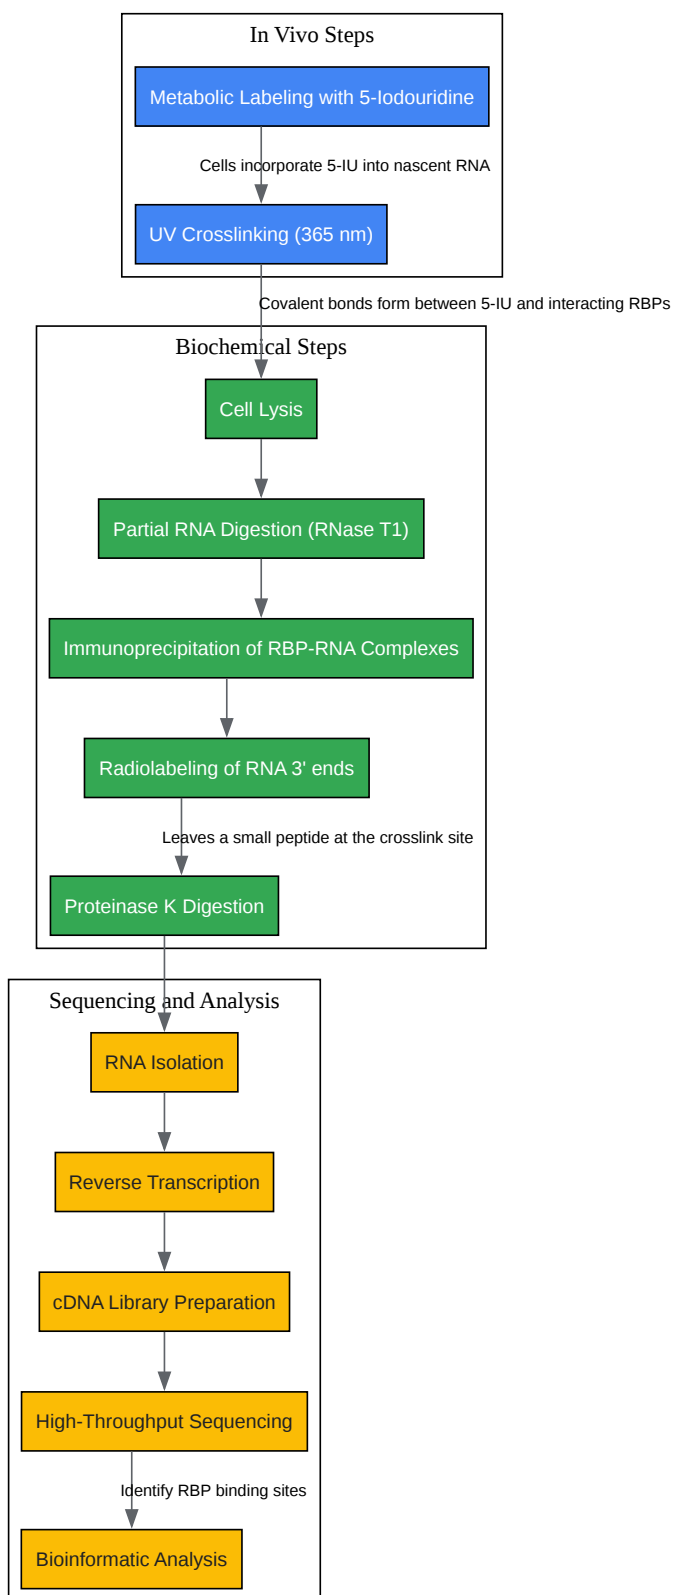 In Vivo Steps
Metabolic Labeling with 5-Iodouridine
Cells incorporate 5-IU into nascent RNA
UV Crosslinking (365 nm)
Covalent bonds form between 5-IU and interacting RBPs
Biochemical Steps
Cell Lysis
Partial RNA Digestion (RNase T1)
Immunoprecipitation of RBP-RNA Complexes
Radiolabeling of RNA 3' ends
Leaves a small peptide at the crosslink site
Proteinase K Digestion
Sequencing and Analysis
RNA Isolation
Reverse Transcription
cDNA Library Preparation
High-Throughput Sequencing
Identify RBP binding sites
Bioinformatic Analysis